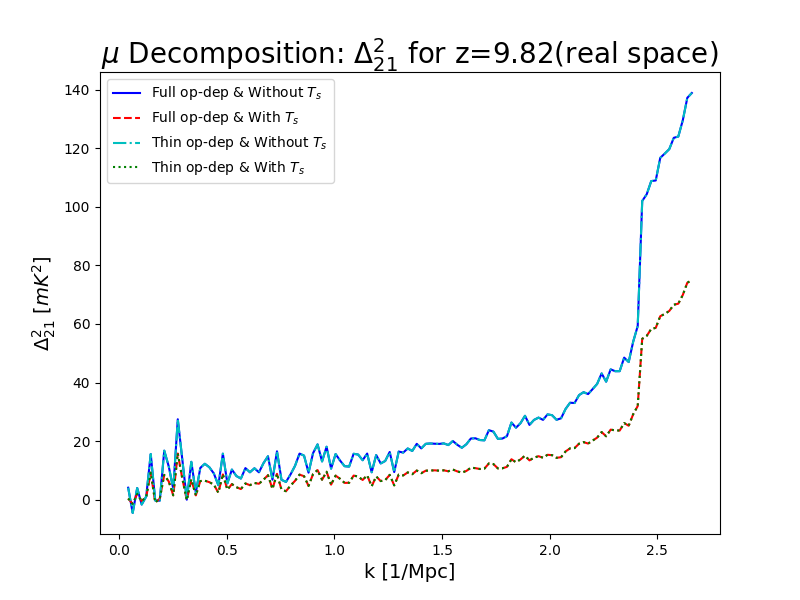 μ Decomposition: Δ²₂₁ for z=9.82(real space)
Full op-dep & Without Tₛ
Full op-dep & With Tₛ
Thin op-dep & Without Tₛ
Thin op-dep & With Tₛ
140
120
100
80
60
40
20
0
Δ²₂₁ [mK²]
0.0 0.5 1.0 1.5 2.0 2.5
k [1/Mpc]